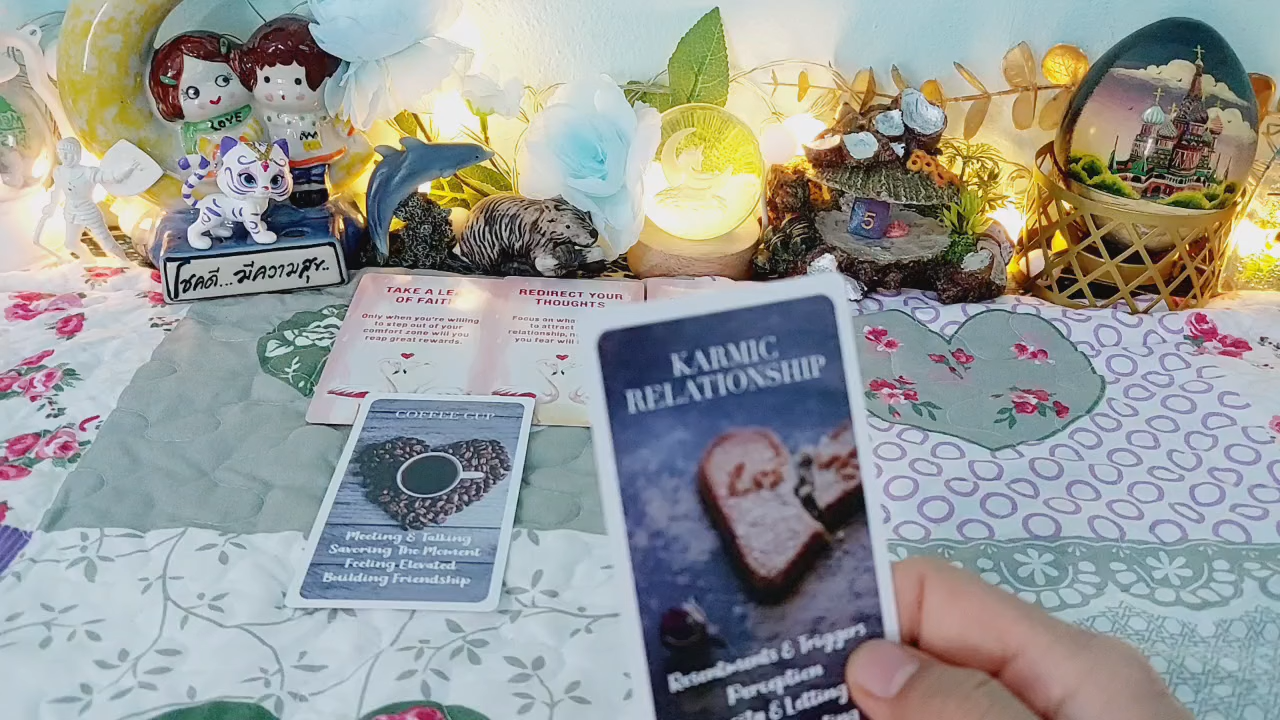 LOVE
โชคดี...มีความสุข..
5
TAKE A
OF FAIT
Only when you're willing
to step out of your
comfort zone will you
reap great rewards.
REDIRECT YOUR
THOUGHTS
Focus on
to attract
relationship,
you fear will
COFFEE CUP
Meeting & Talking
Savoring The Moment
Feeling Elevated
Building Friendship
KARMIC
RELATIONSHIP
Resentments & Triggers
Perception
& Letting